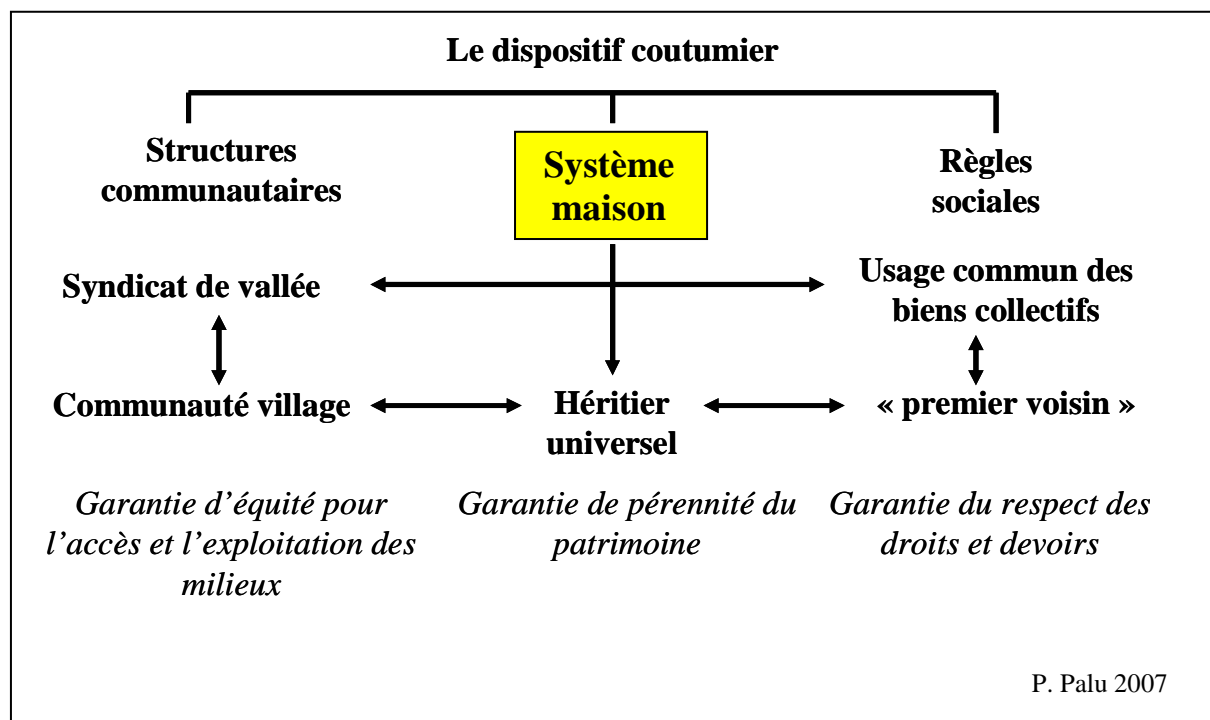 Le dispositif coutumier
Structures
communautaires
Système
maison
Règles
sociales
Syndicat de vallée
Usage commun des
biens collectifs
Communauté village
Héritier
universel
« premier voisin »
Garantie d’équité pour
l’accès et l’exploitation des
milieux
Garantie de pérennité du
patrimoine
Garantie du respect des
droits et devoirs
P. Palu 2007